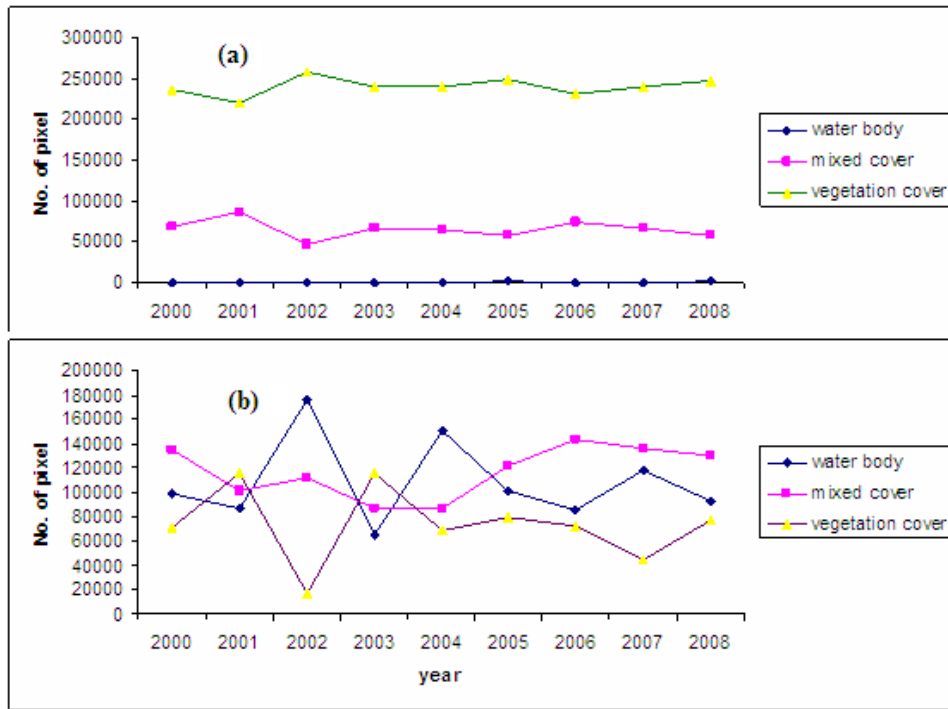 (a)
No. of pixel
300000
250000
200000
150000
100000
50000
0
2000 2001 2002 2003 2004 2005 2006 2007 2008
water body
mixed cover
vegetation cover
(b)
No. of pixel
200000
180000
160000
140000
120000
100000
80000
60000
40000
20000
0
2000 2001 2002 2003 2004 2005 2006 2007 2008
year
water body
mixed cover
vegetation cover